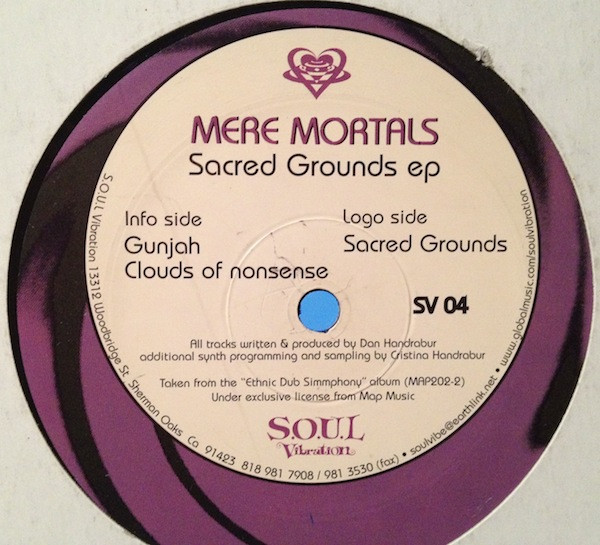 MERE MORTALS
Sacred Grounds ep
Info side
Gunjah
Clouds of nonsense
Logo side
Sacred Grounds
SV 04
All tracks written & produced by Dan Handrabur
additional synth programming and sampling by Cristina Handrabur
Taken from the "Ethnic Dub Simmphony" album (MAP202-2)
Under exclusive license from Map Music
S.O.U.L
Vibration
S.O.U.L Vibration 13312 Woodbridge St. Sherman Oaks Ca 91423 818 981 7908 / 981 3530 (fax) • soulvibe@earthlink.net • www.globalmusic.com/soulvibration